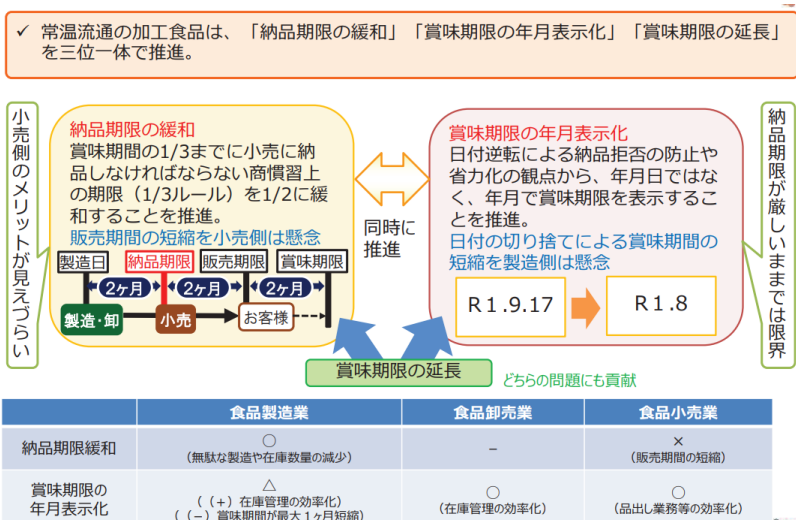 ✓ 常温流通の加工食品は、「納品期限の緩和」「賞味期限の年月表示化」「賞味期限の延長」
を三位一体で推進。
小売側のメリットが見えづらい
納品期限の緩和
賞味期間の1/3までに小売に納
品しなければならない商慣習上
の期限（1/3ルール）を1/2に緩
和することを推進。
販売期間の短縮を小売側は懸念
製造日 納品期限 販売期限 賞味期限
2ヶ月 2ヶ月 2ヶ月
製造・卸 小売 お客様
同時に
推進
賞味期限の年月表示化
日付逆転による納品拒否の防止や
省力化の観点から、年月日ではな
く、年月で賞味期限を表示するこ
とを推進。
日付の切り捨てによる賞味期間の
短縮を製造側は懸念
R１.９.17 R１.８
納品期限が厳しいままでは限界
賞味期限の延長
どちらの問題にも貢献
食品製造業 食品卸売業 食品小売業
納品期限緩和 ○ － ×
（無駄な製造や在庫数量の減少） （販売期間の短縮）
賞味期限の
年月表示化
△ ○ ○
（（＋）在庫管理の効率化） （在庫管理の効率化） （品出し業務等の効率化）
（（－）賞味期間が最大１ヶ月短縮）